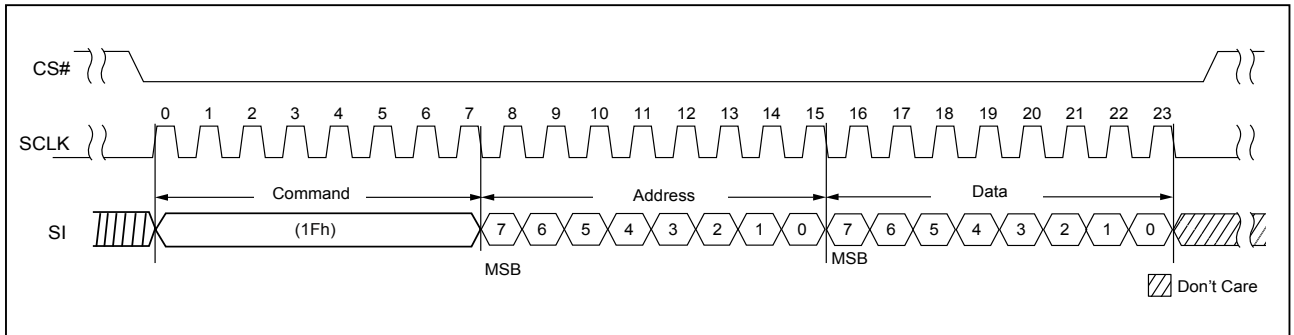 CS#
0 1 2 3 4 5 6 7 8 9 10 11 12 13 14 15 16 17 18 19 20 21 22 23
SCLK
Command Address Data
SI (1Fh) 7 6 5 4 3 2 1 0 7 6 5 4 3 2 1 0
MSB MSB
Don't Care